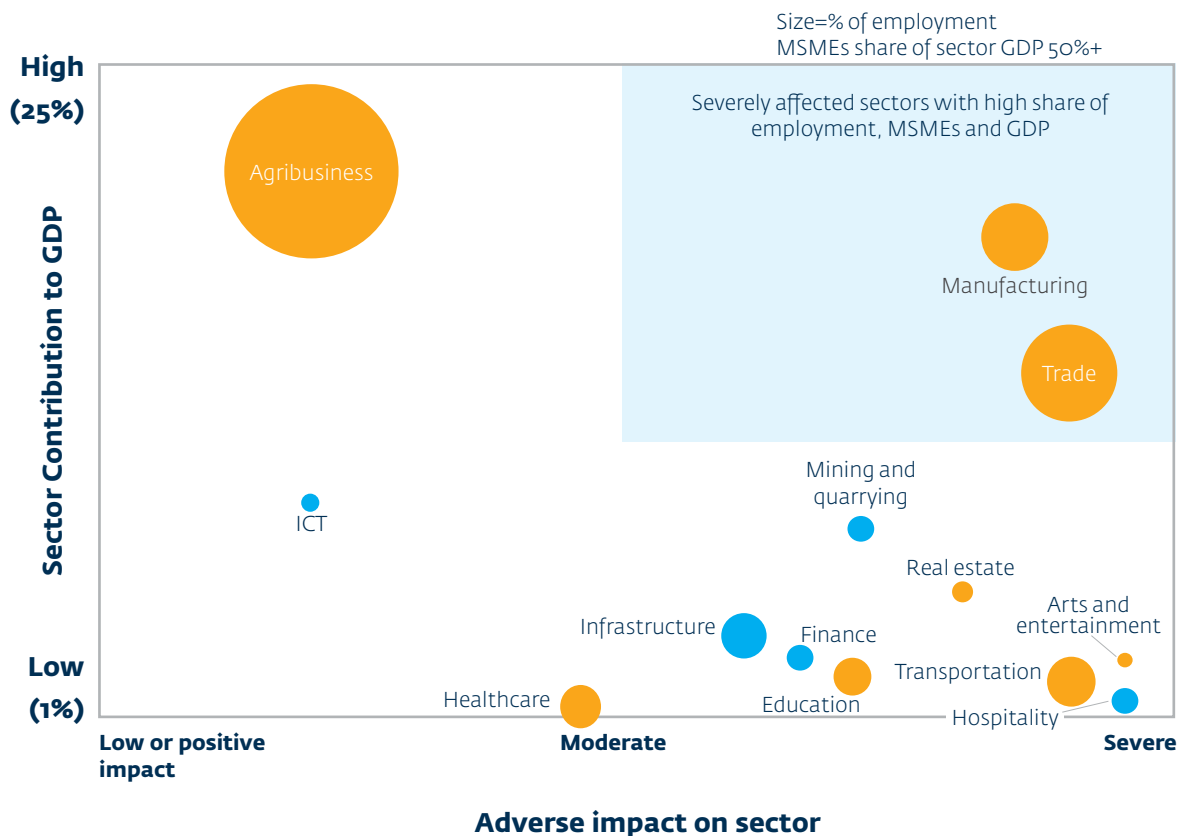 Size=% of employment
MSMEs share of sector GDP 50%+
High
(25%)
Severely affected sectors with high share of
employment, MSMEs and GDP
Agribusiness
Manufacturing
Trade
Sector Contribution to GDP
Mining and
quarrying
ICT
Real estate
Arts and
entertainment
Infrastructure
Finance
Transportation
Low
(1%)
Healthcare
Education
Hospitality
Low or positive
impact
Moderate
Severe
Adverse impact on sector